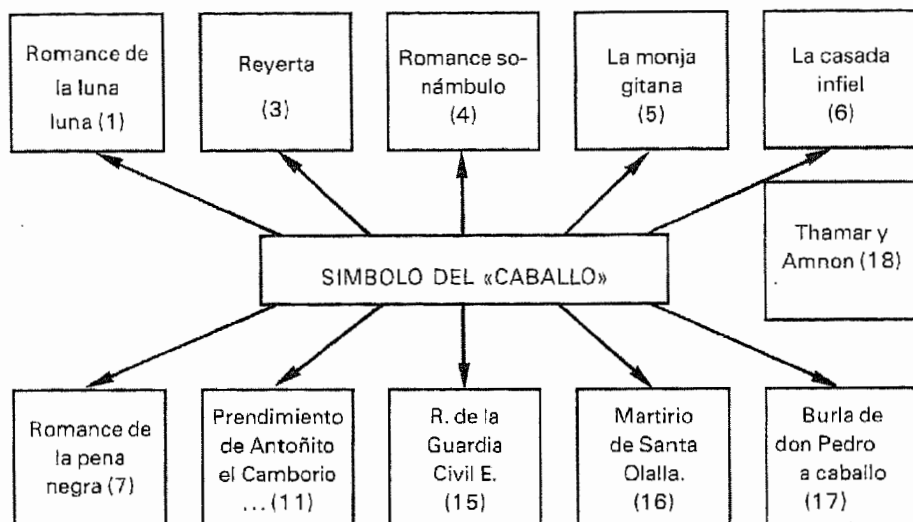 Romance de
la luna
luna (1)
Reyerta
(3)
Romance so-
námbulo
(4)
La monja
gitana
(5)
La casada
infiel
(6)
Thamar y
Amnon (18)
SIMBOLO DEL «CABALLO»
Romance de
la pena
negra (7)
Prendimiento
de Antoñito
el Camborio
... (11)
R. de la
Guardia
Civil E.
(15)
Martirio
de Santa
Olalla.
(16)
Burla de
don Pedro
a caballo
(17)